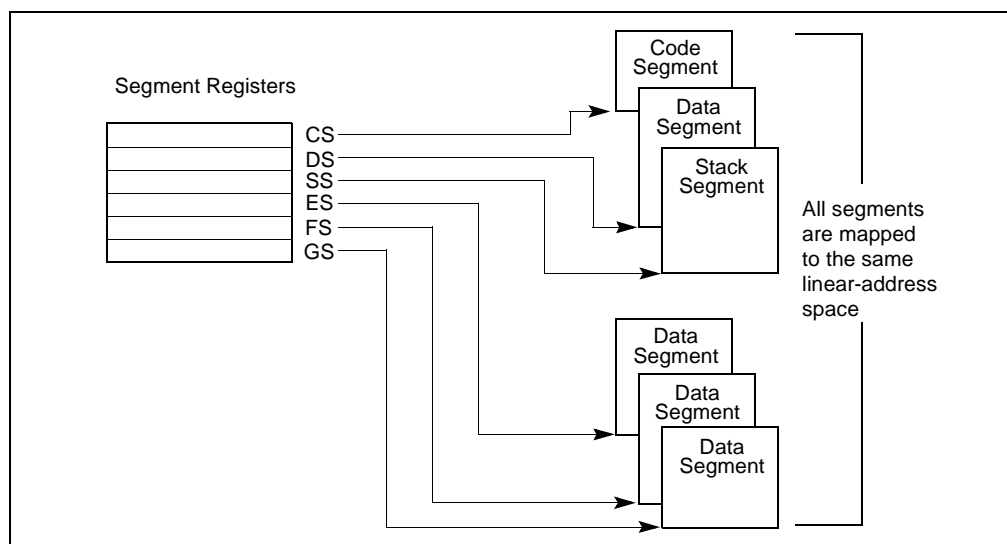 Segment Registers
CS
DS
SS
ES
FS
GS
Code
Segment
Data
Segment
Stack
Segment
Data
Segment
Data
Segment
Data
Segment
All segments
are mapped
to the same
linear-address
space